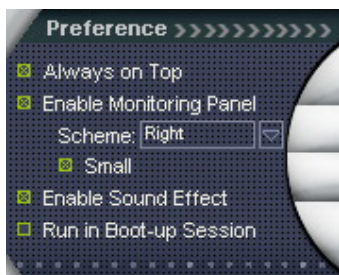 Preference >>>>>>>>>>>>
Always on Top
Enable Monitoring Panel
Scheme: Right
Small
Enable Sound Effect
Run in Boot-up Session